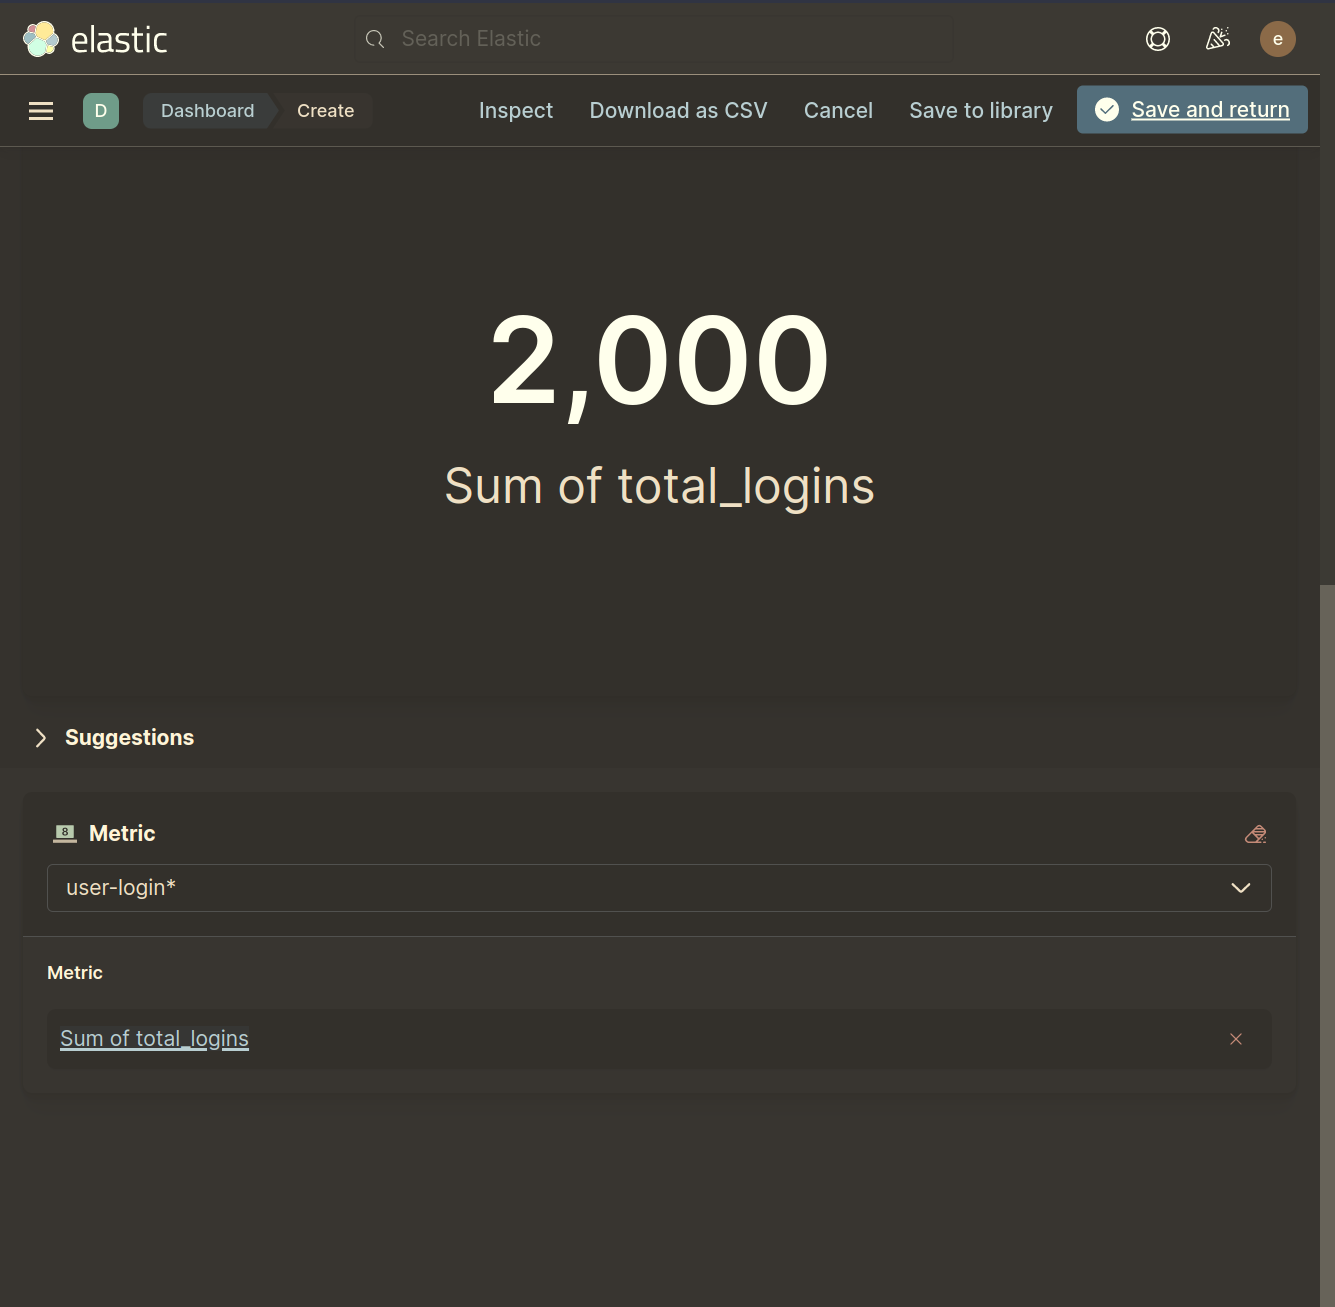 elastic
Search Elastic
e
D
Dashboard
Create
Inspect
Download as CSV
Cancel
Save to library
Save and return
2,000
Sum of total_logins
Suggestions
8
Metric
user-login*
Metric
Sum of total_logins